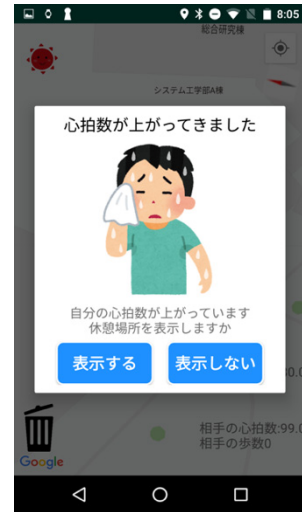 8:05
総合研究棟
システム工学部A棟
心拍数が上がってきました
自分の心拍数が上がっています
休憩場所を表示しますか
表示する
表示しない
0.0
相手の心拍数:99.0
相手の歩数0
Google